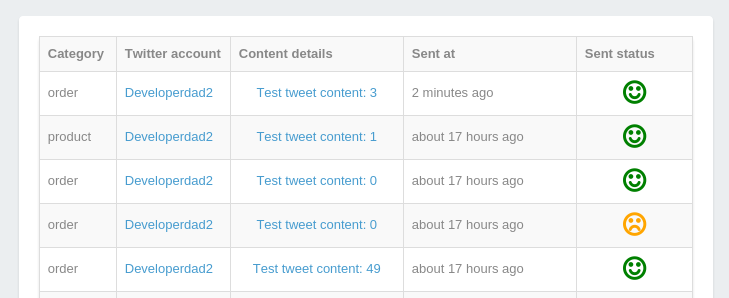 Category Twitter account Content details Sent at Sent status
order Developerdad2 Test tweet content: 3 2 minutes ago
product Developerdad2 Test tweet content: 1 about 17 hours ago
order Developerdad2 Test tweet content: 0 about 17 hours ago
order Developerdad2 Test tweet content: 0 about 17 hours ago
order Developerdad2 Test tweet content: 49 about 17 hours ago